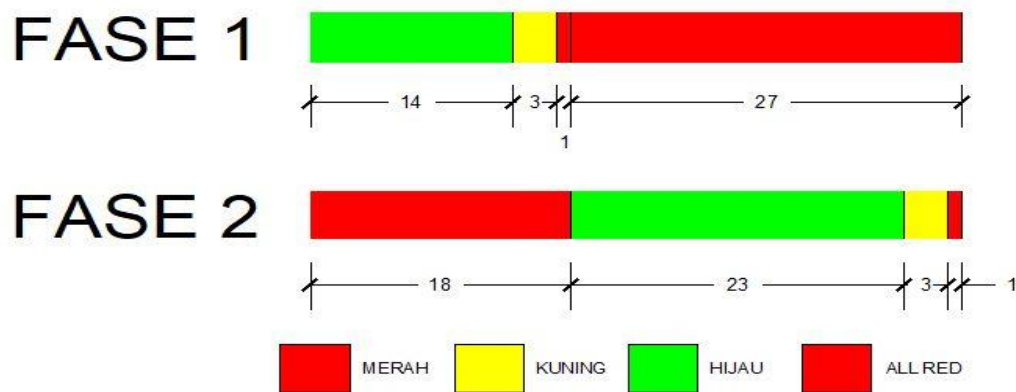 FASE 1
14 3 27
1
FASE 2
18 23 3 1
MERAH KUNING HIJAU ALL RED